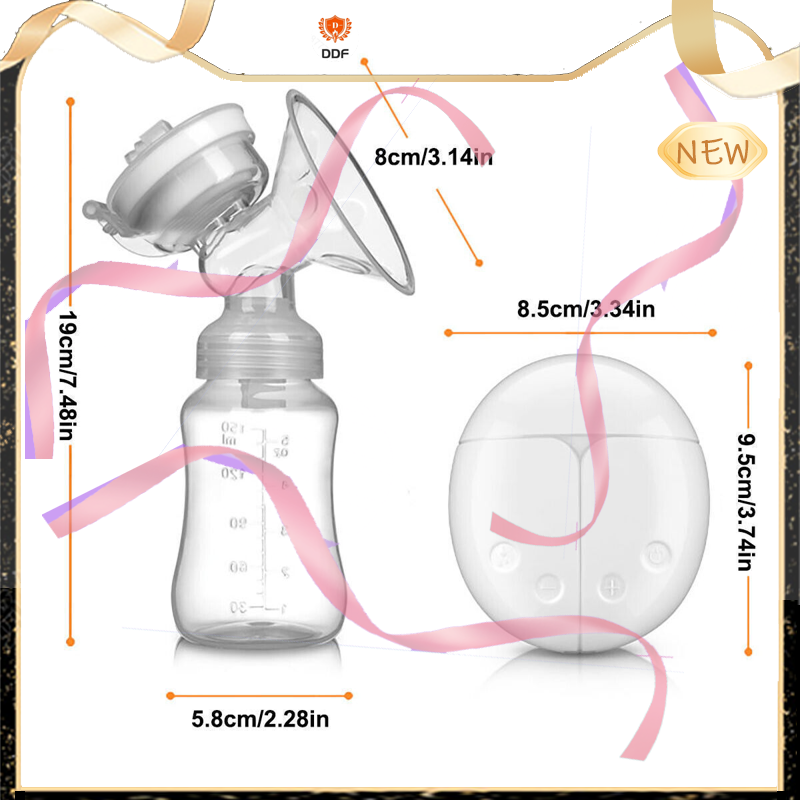 DDF
8cm/3.14in
NEW
8.5cm/3.34in
19cm/7.48in
9.5cm/3.74in
150
ml
5
oz
120
4
90
3
60
2
30
1
5.8cm/2.28in